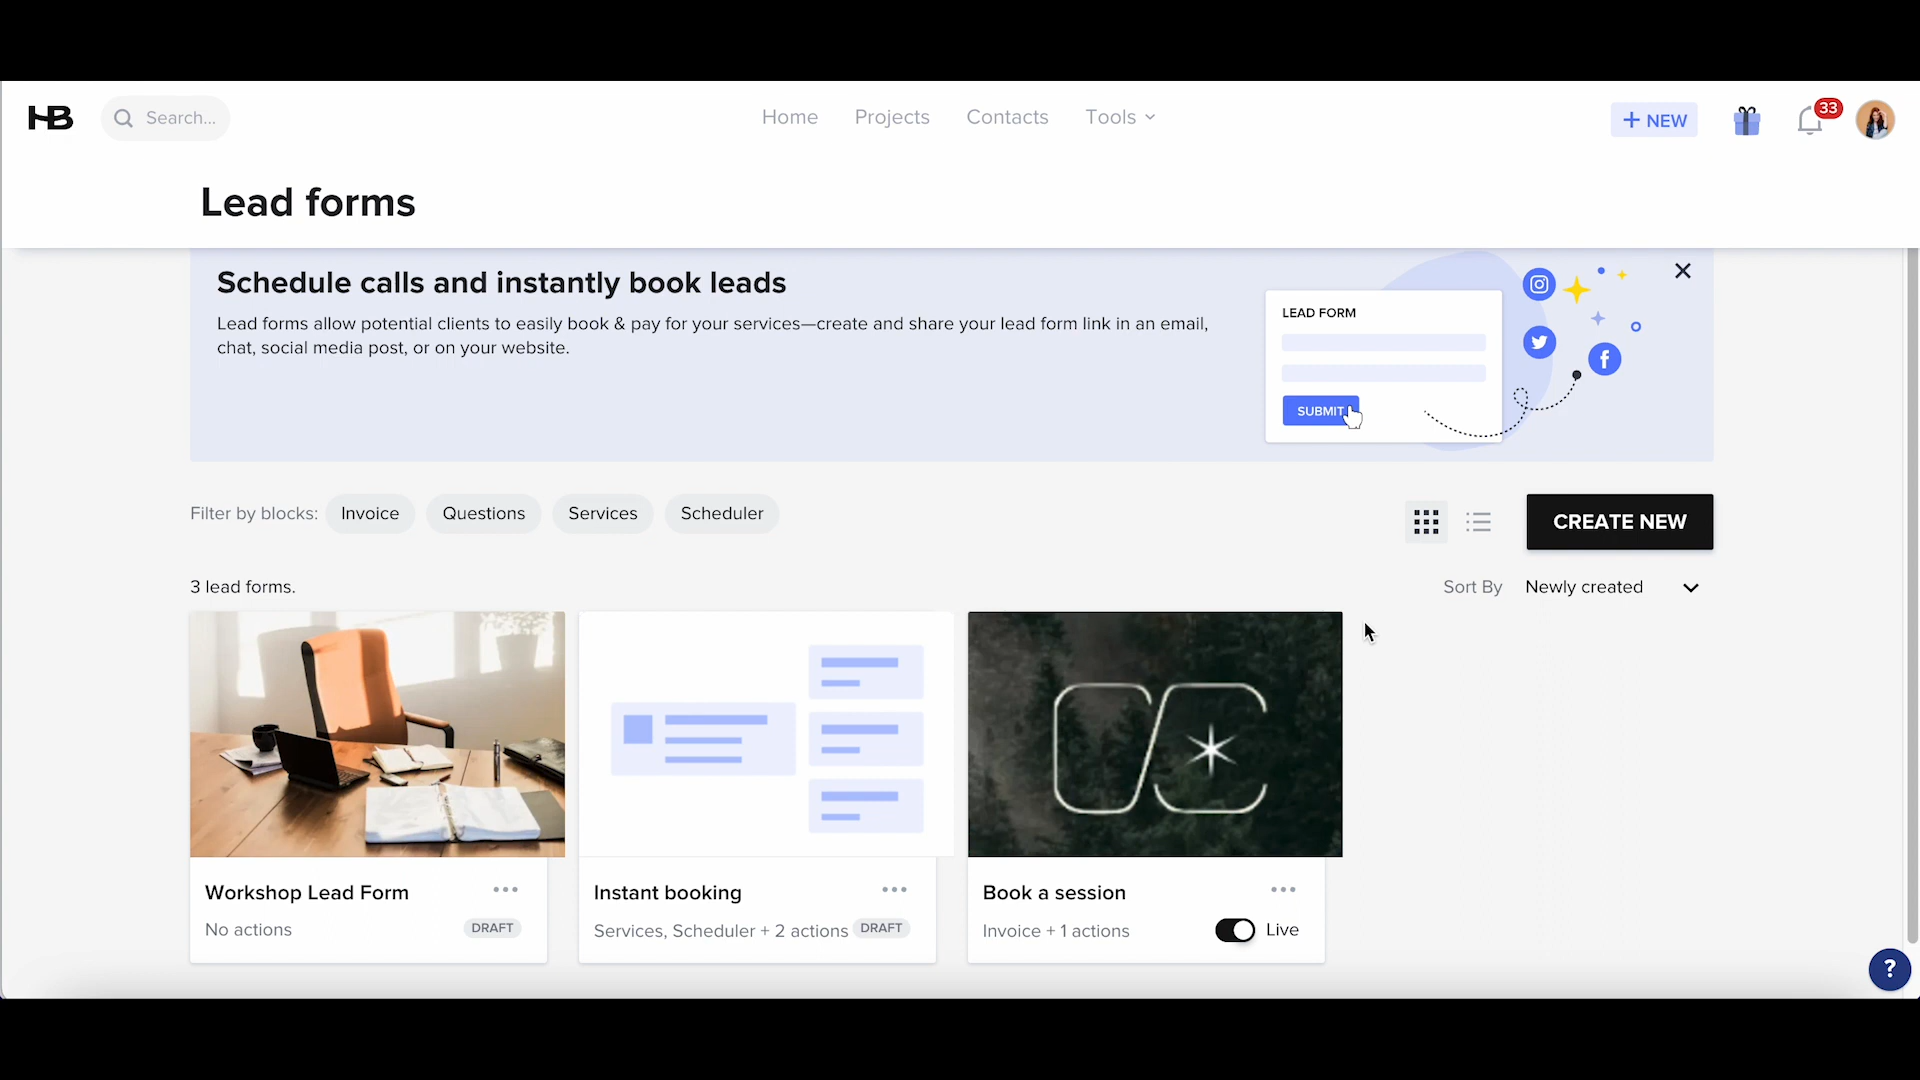 HB
Search...
Home
Projects
Contacts
Tools
+ NEW
33
Lead forms
Schedule calls and instantly book leads
Lead forms allow potential clients to easily book & pay for your services—create and share your lead form link in an email,
chat, social media post, or on your website.
LEAD FORM
SUBMIT
Filter by blocks:
Invoice
Questions
Services
Scheduler
CREATE NEW
3 lead forms.
Sort By
Newly created
Workshop Lead Form
No actions
DRAFT
Instant booking
Services, Scheduler + 2 actions
DRAFT
Book a session
Invoice + 1 actions
Live
?